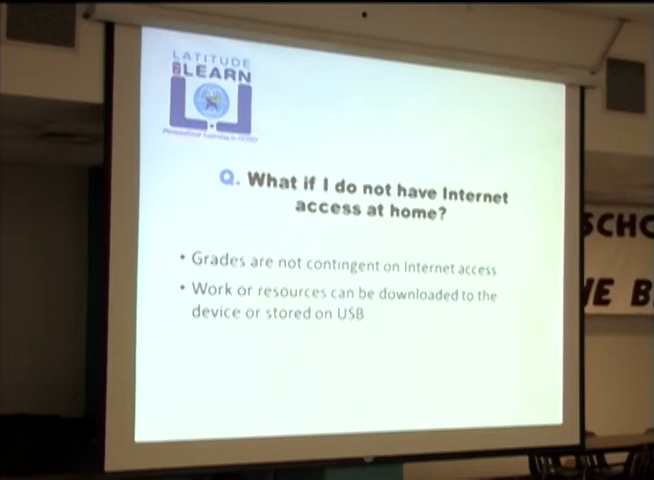 LATITUDE
2LEARN
Q. What if I do not have Internet
access at home?
• Grades are not contingent on Internet access
• Work or resources can be downloaded to the
device or stored on USB
SCHO
E B